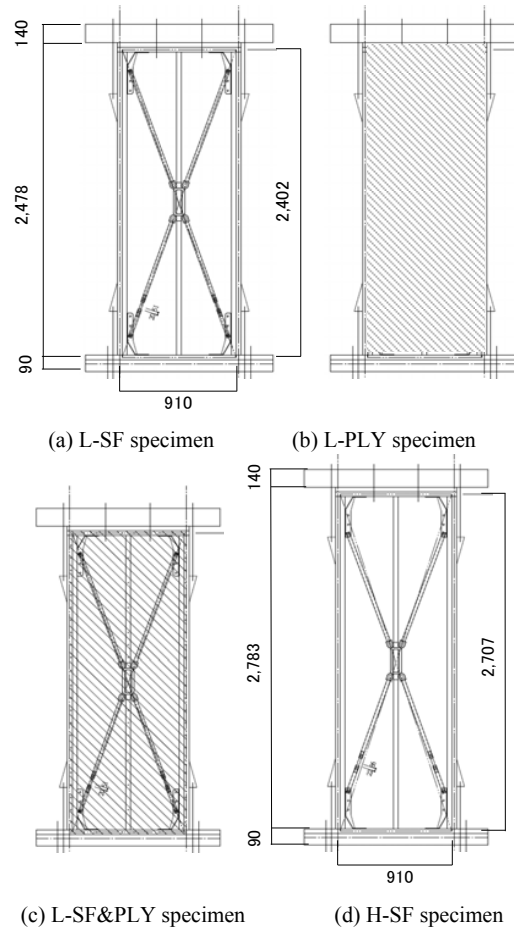 140
2,478
90
2,402
910
(a) L-SF specimen
(b) L-PLY specimen
140
2,783
90
2,707
910
(c) L-SF&PLY specimen
(d) H-SF specimen